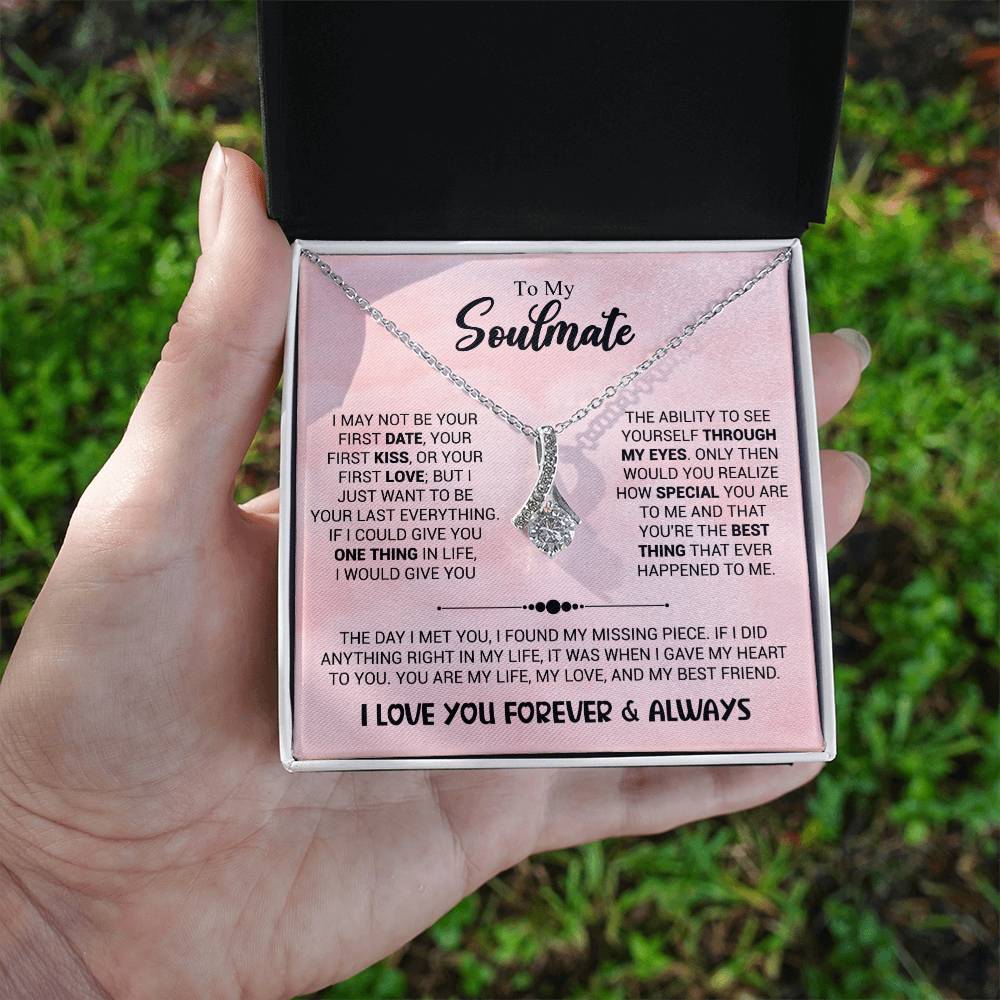 To My
Soulmate
I MAY NOT BE YOUR
FIRST DATE, YOUR
FIRST KISS, OR YOUR
FIRST LOVE; BUT I
JUST WANT TO BE
YOUR LAST EVERYTHING.
IF I COULD GIVE YOU
ONE THING IN LIFE,
I WOULD GIVE YOU
THE ABILITY TO SEE
YOURSELF THROUGH
MY EYES. ONLY THEN
WOULD YOU REALIZE
HOW SPECIAL YOU ARE
TO ME AND THAT
YOU'RE THE BEST
THING THAT EVER
HAPPENED TO ME.
THE DAY I MET YOU, I FOUND MY MISSING PIECE. IF I DID
ANYTHING RIGHT IN MY LIFE, IT WAS WHEN I GAVE MY HEART
TO YOU. YOU ARE MY LIFE, MY LOVE, AND MY BEST FRIEND.
I LOVE YOU FOREVER & ALWAYS